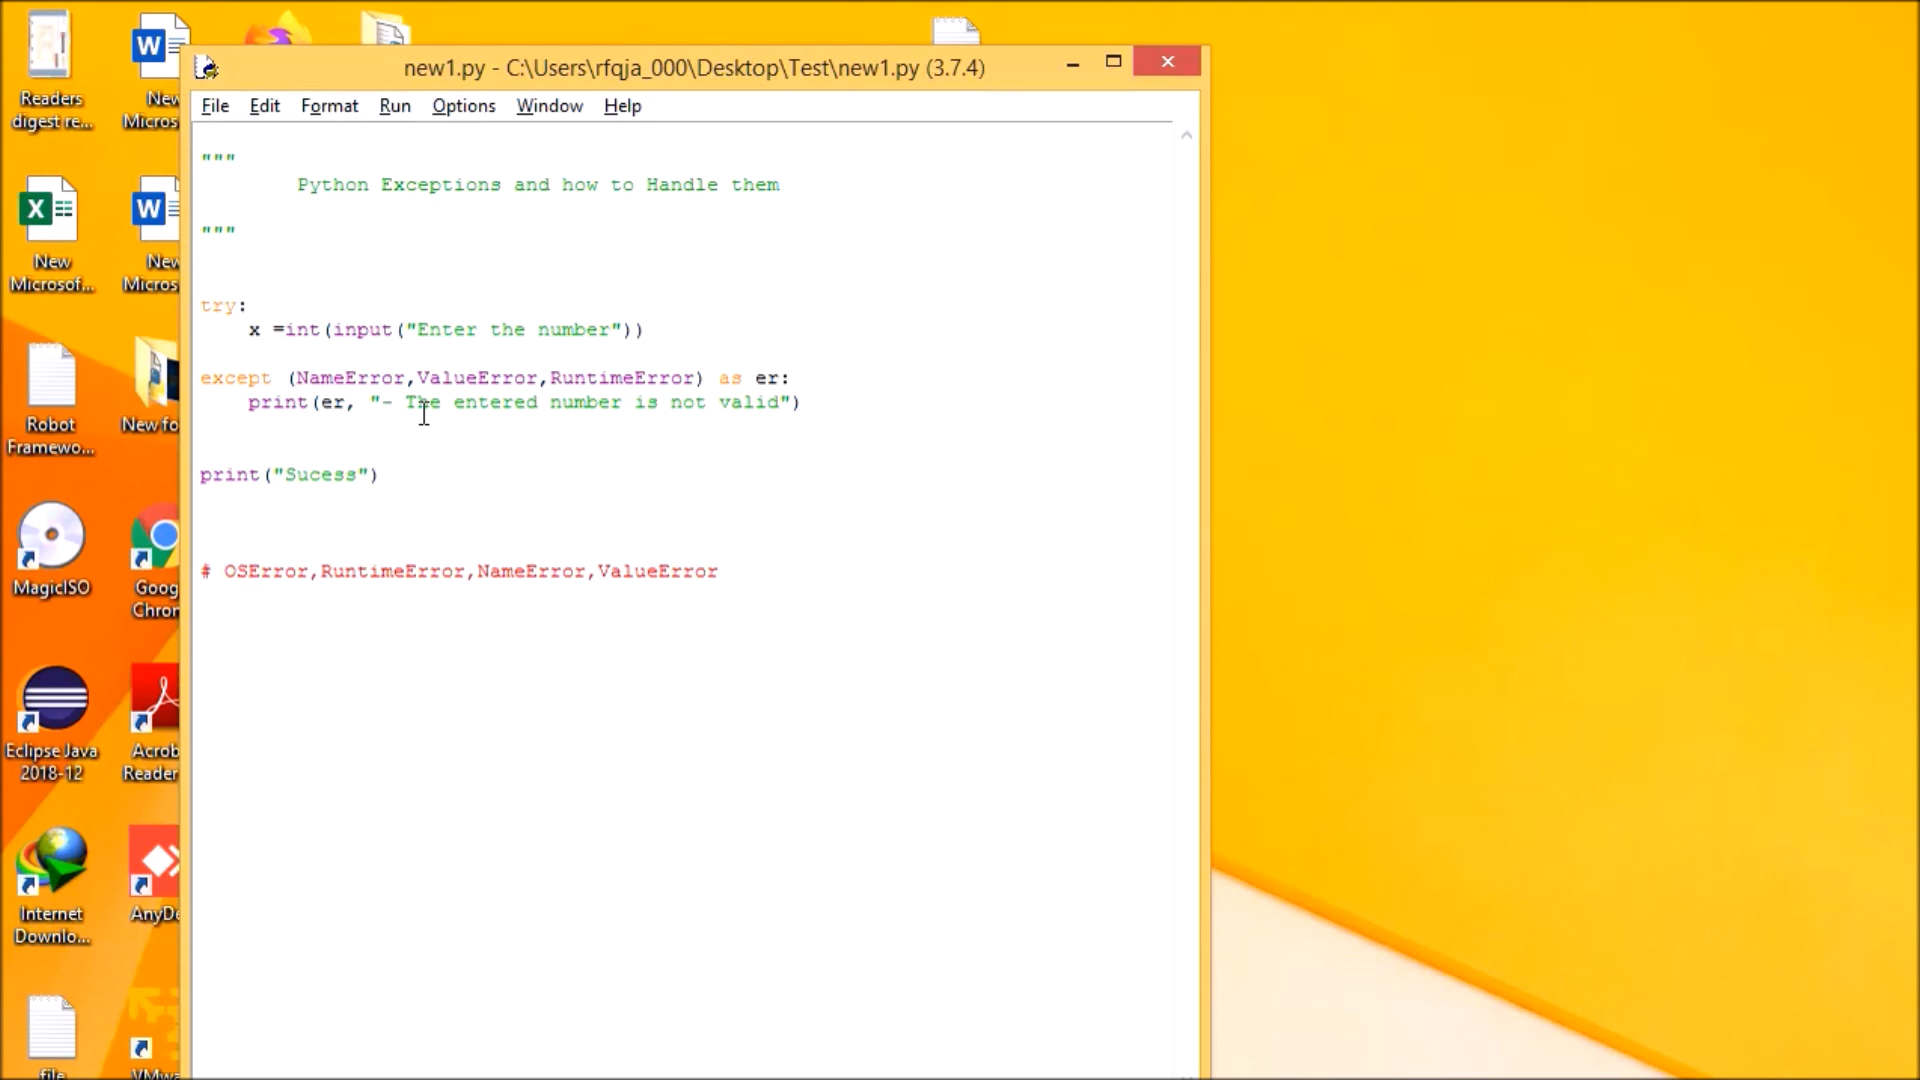 new1.py - C:\Users\rfqja_000\Desktop\Test\new1.py (3.7.4)
File Edit Format Run Options Window Help
"""
Python Exceptions and how to Handle them
"""
try:
x =int(input("Enter the number"))
except (NameError,ValueError,RuntimeError) as er:
print(er, "- The entered number is not valid")
print("Sucess")
# OSError,RuntimeError,NameError,ValueError
Readers
digest re...
New
Micros
New
Microsof...
New
Micros
Robot
Framewo...
New fo
MagicISO
Goog
Chron
Eclipse Java
2018-12
Acrob
Reader
Internet
Downlo...
AnyDe
file
VMwa